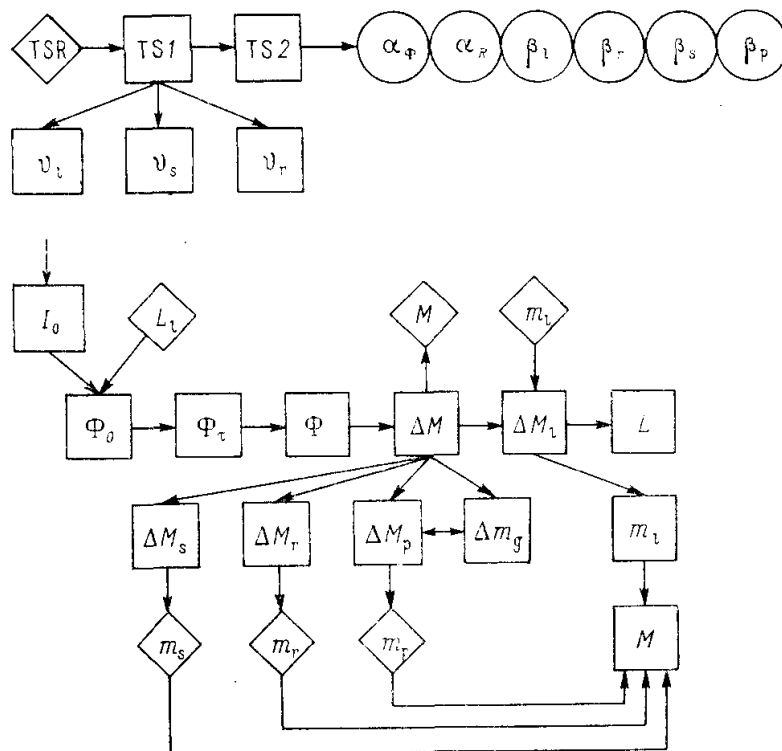 TSR TS1 TS2 α_Φ α_R β_l β_r β_s β_p
υ_l υ_s υ_r
I_0 L_l M m_l
Φ_0 Φ_τ Φ ΔM ΔM_l L
ΔM_s ΔM_r ΔM_p Δm_g m_l
m_s m_r m_p M